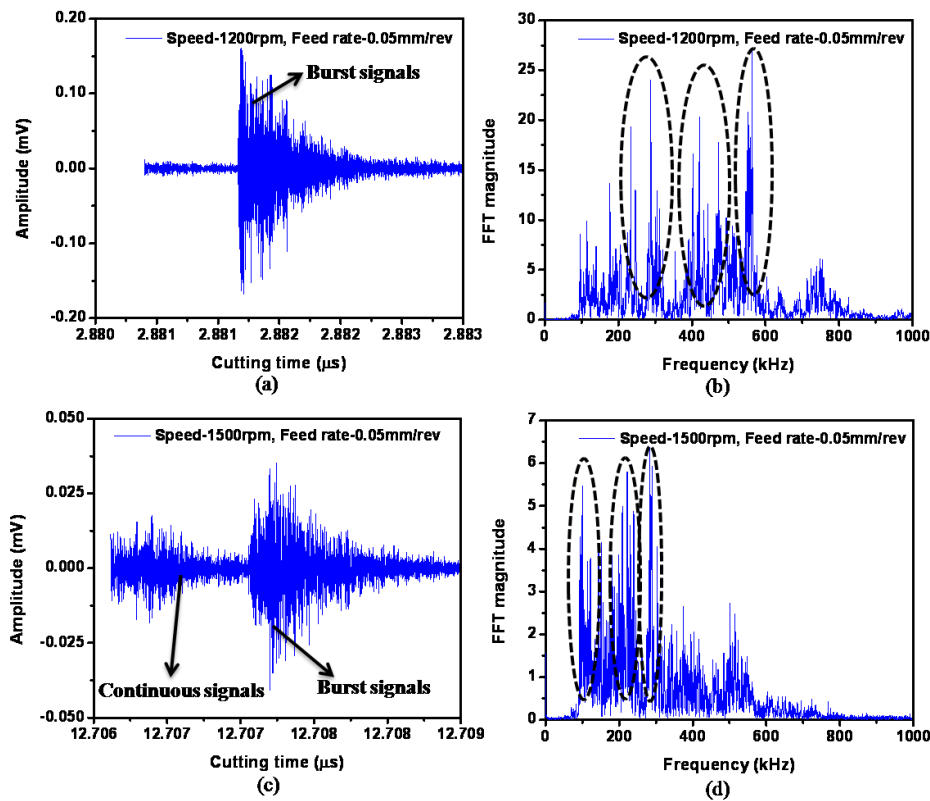 Speed-1200rpm, Feed rate-0.05mm/rev
Burst signals
Amplitude (mV)
0.20
0.10
0.00
-0.10
-0.20
2.880 2.881 2.881 2.882 2.882 2.883 2.883
Cutting time (µs)
(a)
Speed-1200rpm, Feed rate-0.05mm/rev
FFT magnitude
30
25
20
15
10
5
0
0 200 400 600 800 1000
Frequency (kHz)
(b)
Speed-1500rpm, Feed rate-0.05mm/rev
Amplitude (mV)
0.050
0.025
0.000
-0.025
-0.050
Continuous signals
Burst signals
12.706 12.707 12.707 12.708 12.708 12.709
Cutting time (µs)
(c)
Speed-1500rpm, Feed rate-0.05mm/rev
FFT magnitude
7
6
5
4
3
2
1
0
0 200 400 600 800 1000
Frequency (kHz)
(d)